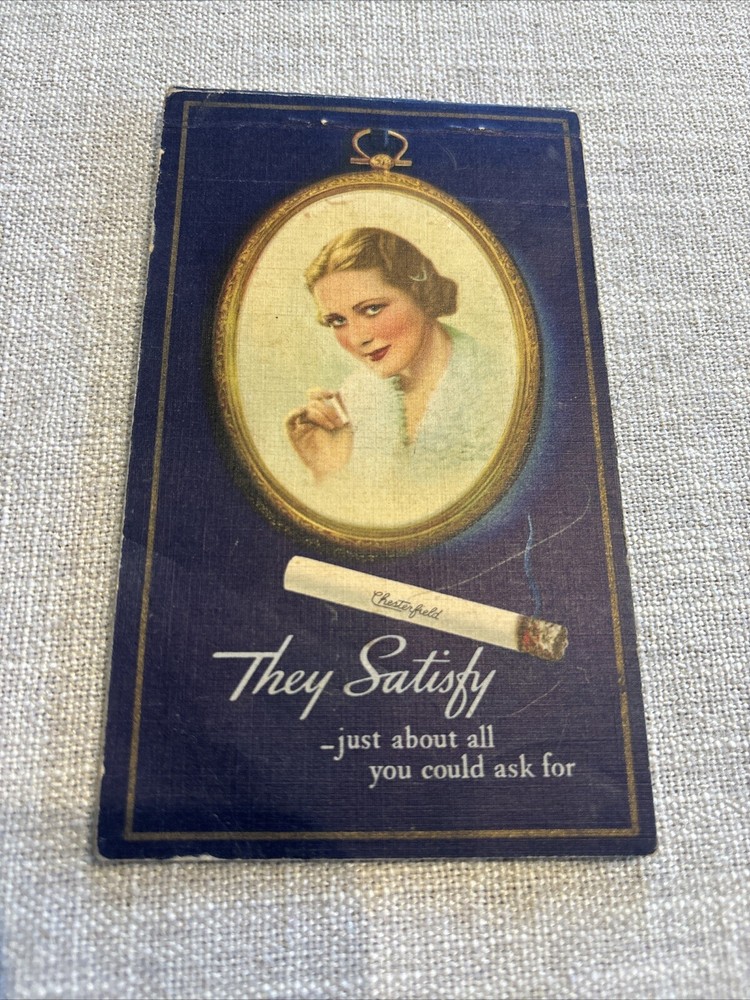 Chesterfield
They Satisfy
–just about all
you could ask for